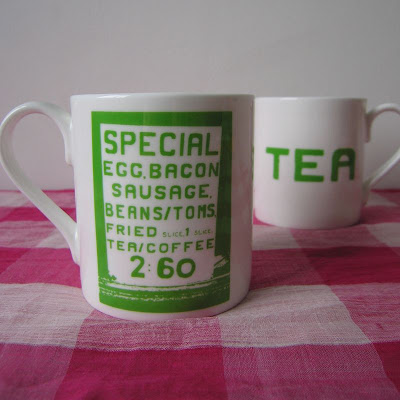 SPECIAL
EGG, BACON
SAUSAGE,
BEANS/TOMS,
FRIED SLICE, 1 SLICE,
TEA/COFFEE
2:60
TEA